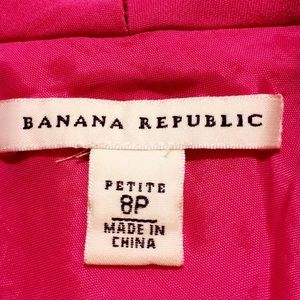 BANANA REPUBLIC
PETITE
8P
MADE IN
CHINA